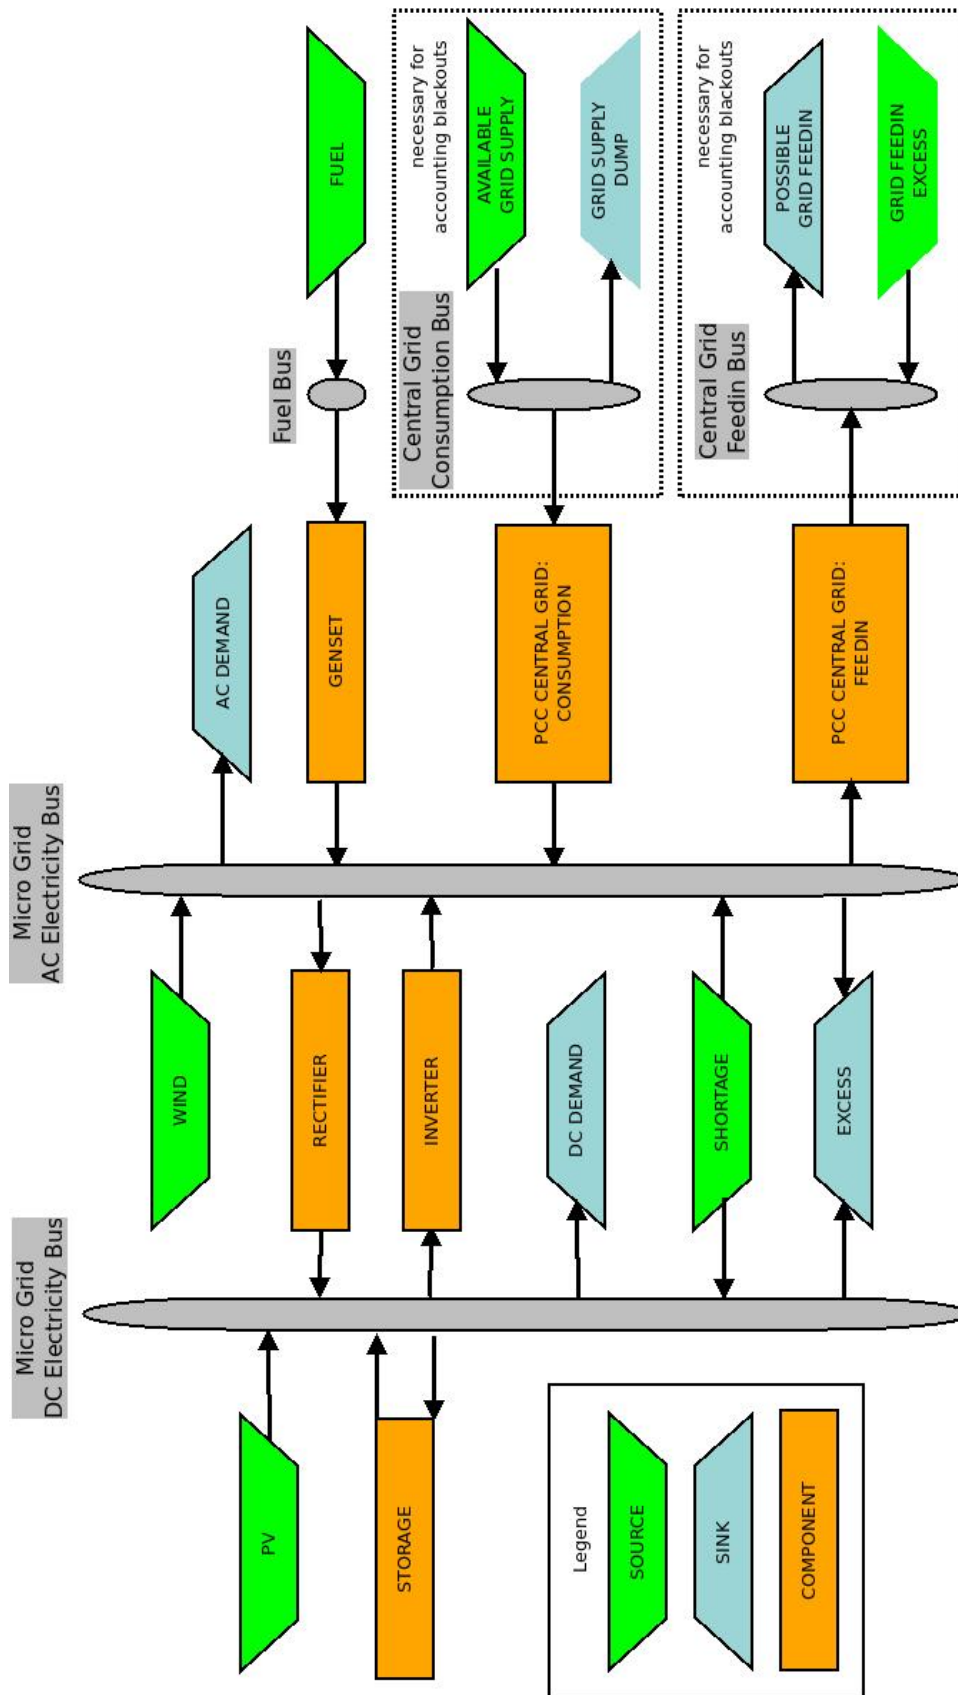 Micro Grid
DC Electricity Bus
Micro Grid
AC Electricity Bus
Fuel Bus
Central Grid
Consumption Bus
Central Grid
Feedin Bus
PV
STORAGE
WIND
RECTIFIER
INVERTER
DC DEMAND
SHORTAGE
EXCESS
AC DEMAND
GENSET
PCC CENTRAL GRID:
CONSUMPTION
PCC CENTRAL GRID:
FEEDIN
FUEL
necessary for
accounting blackouts
AVAILABLE
GRID SUPPLY
GRID SUPPLY
DUMP
necessary for
accounting blackouts
POSSIBLE
GRID FEEDIN
GRID FEEDIN
EXCESS
Legend
SOURCE
SINK
COMPONENT